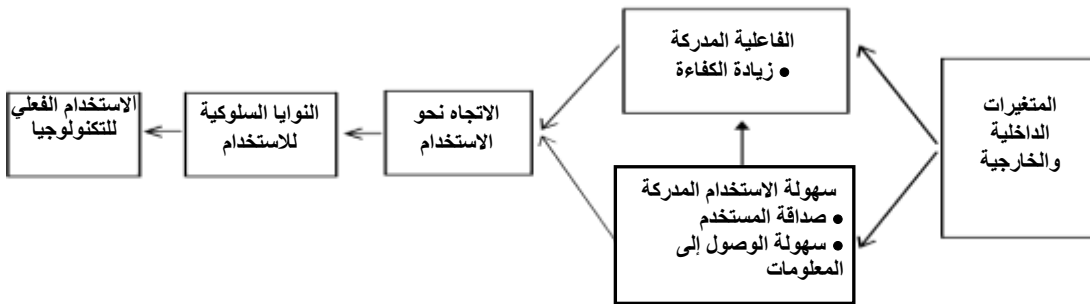 المتغيرات
الداخلية
والخارجية
الفاعلية المدركة
● زيادة الكفاءة
سهولة الاستخدام المدركة
● صداقة المستخدم
● سهولة الوصول إلى
المعلومات
الاتجاه نحو
الاستخدام
النوايا السلوكية
للاستخدام
الاستخدام الفعلي
للتكنولوجيا